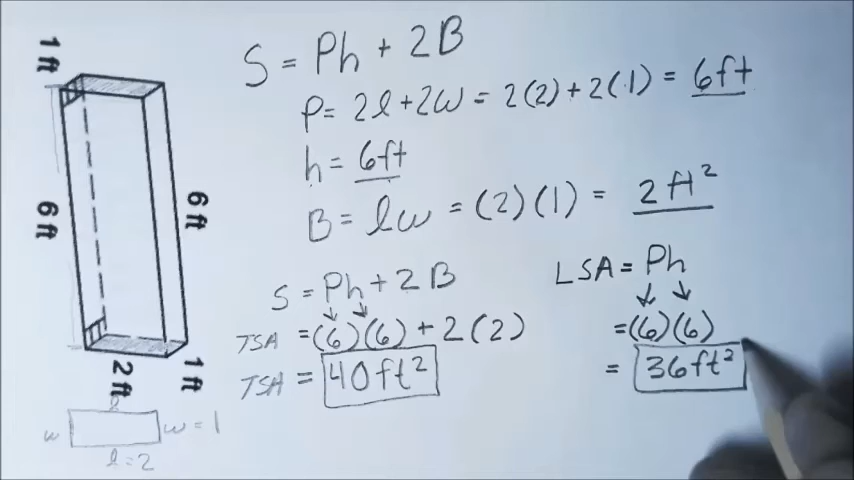 S = Ph + 2B
P = 2l + 2w = 2(2) + 2(1) = 6ft
h = 6ft
B = lw = (2)(1) = 2 ft²
S = Ph + 2B
TSA = (6)(6) + 2(2)
TSA = 40ft²
LSA = Ph
= (6)(6)
= 36ft²
1 ft
6 ft
6 ft
2 ft
1 ft
l
w
w = 1
l = 2